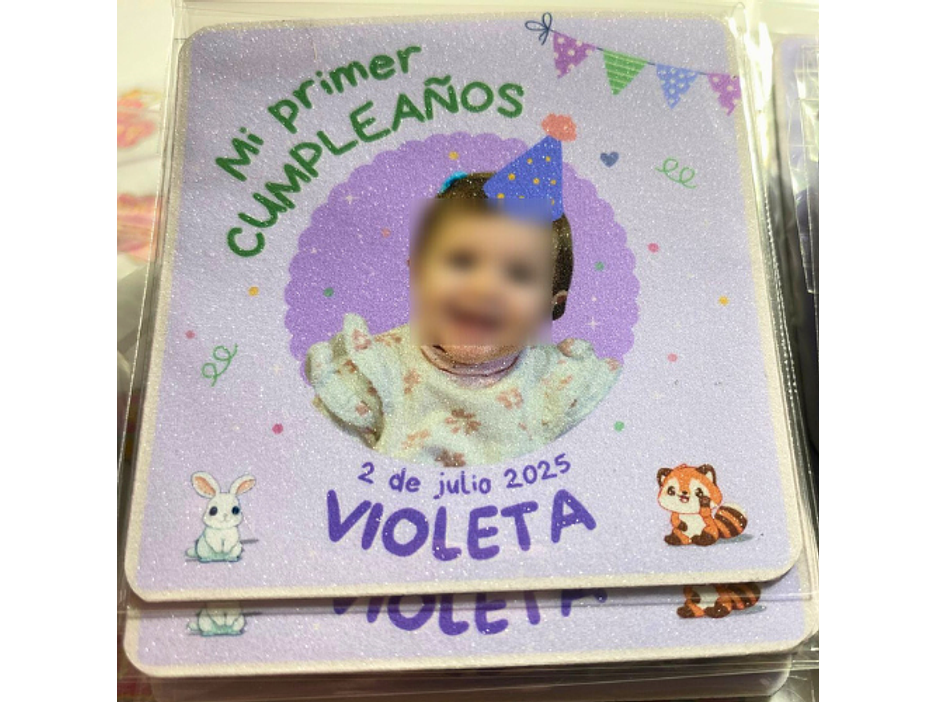 Mi primer
CUMPLEAÑOS
2 de julio 2025
VIOLETA
VIOLETA